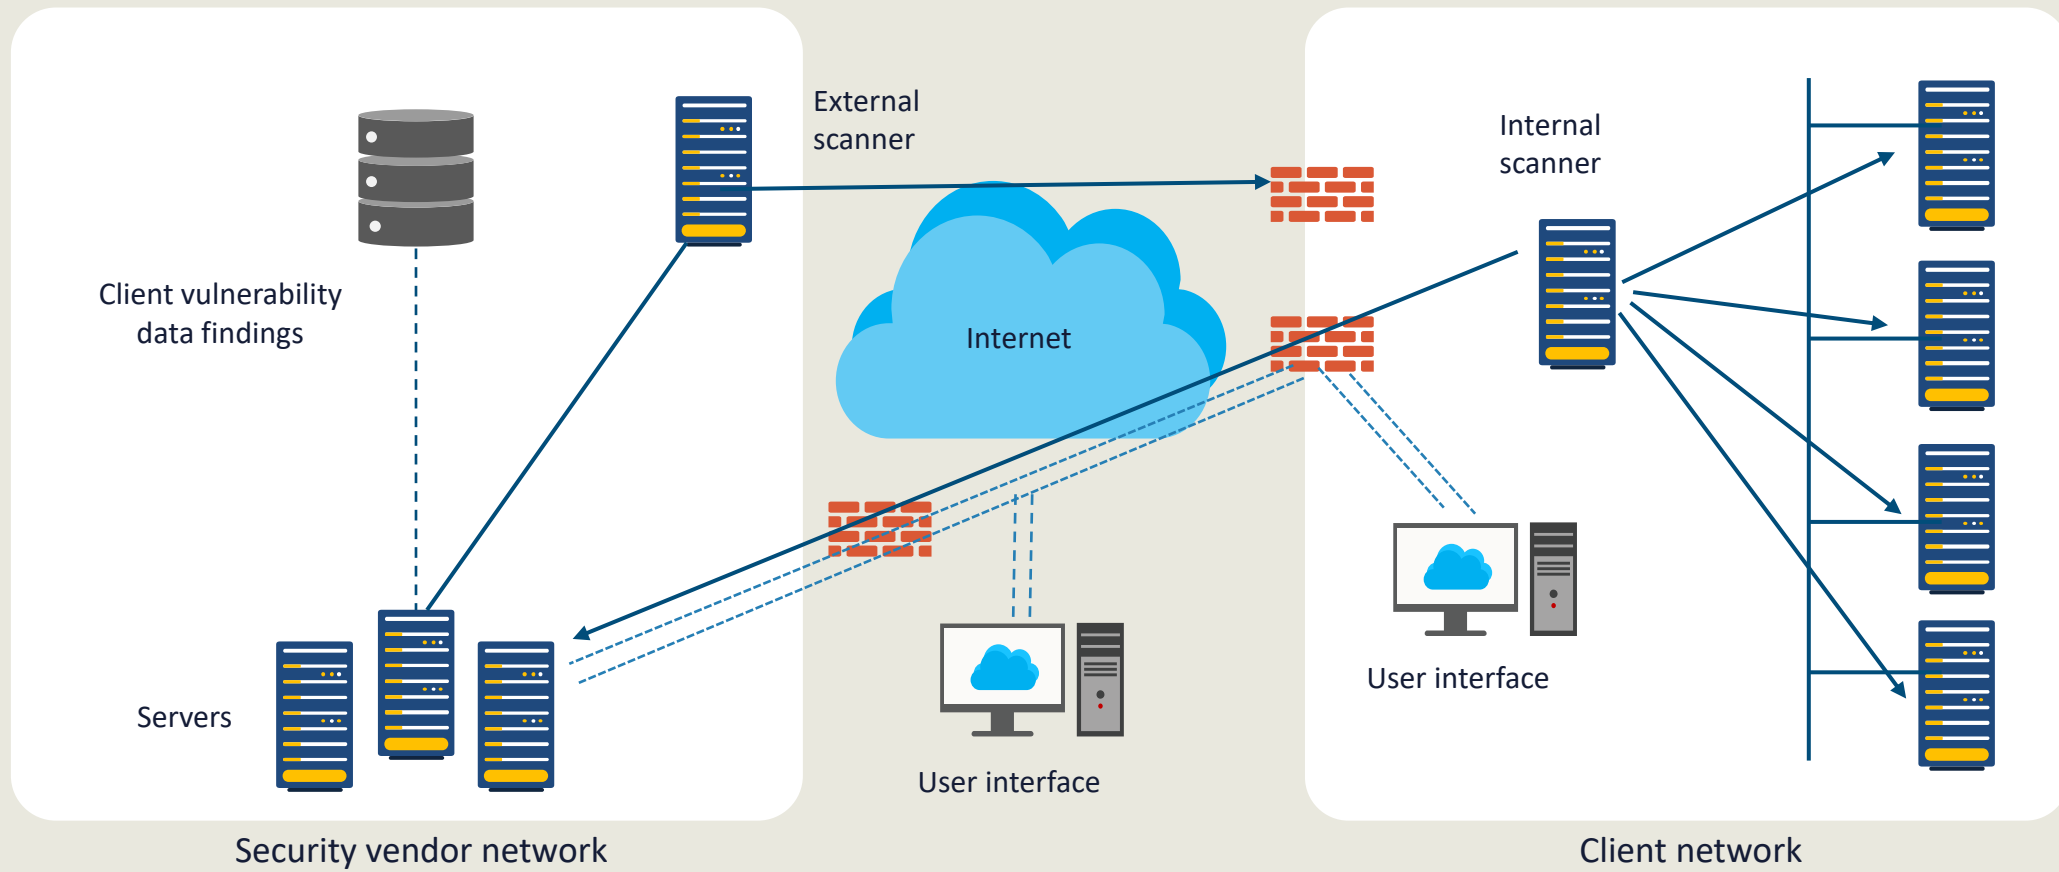 External
scanner
Internal
scanner
Client vulnerability
data findings
Internet
Servers
User interface
User interface
Security vendor network
Client network